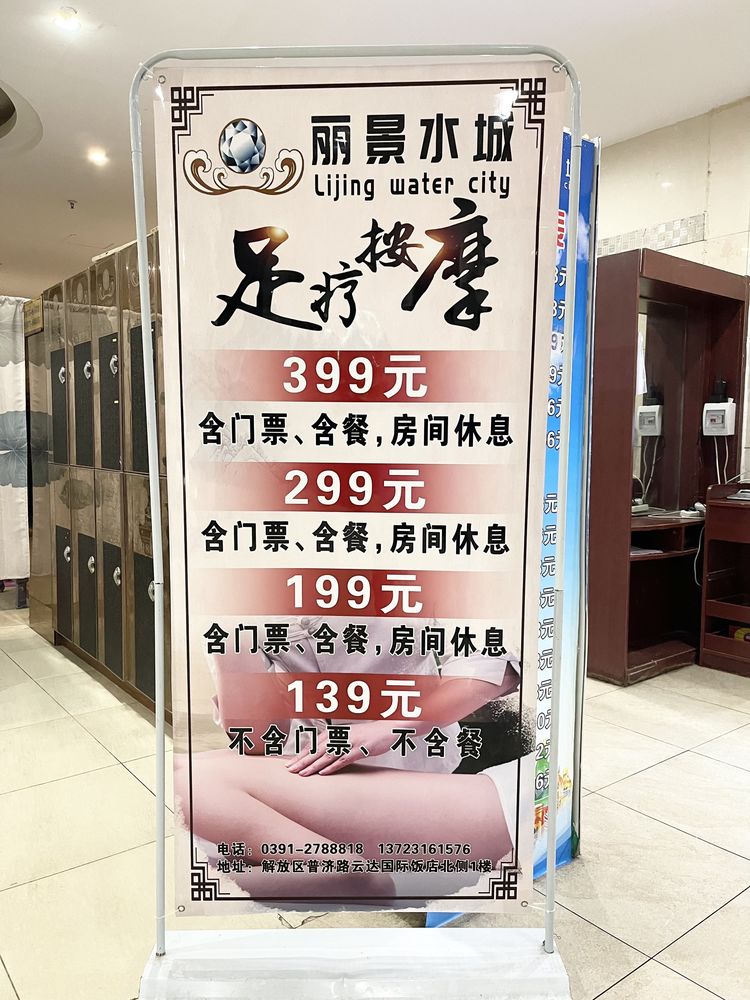 丽景水城
Lijing water city
足疗按摩
399元
含门票、含餐,房间休息
299元
含门票、含餐,房间休息
199元
含门票、含餐,房间休息
139元
不含门票、不含餐
电话：0391-2788818 13723161576
地址：解放区普济路云达国际饭店北侧1楼